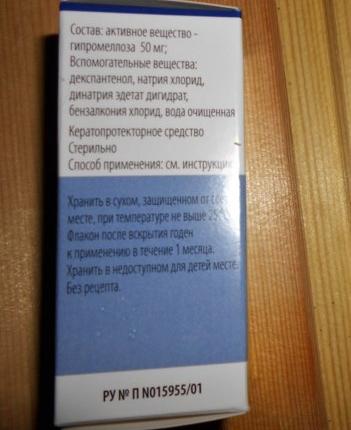 Состав: активное вещество -
гипромеллоза 50 мг;
Вспомогательные вещества:
декспантенол, натрия хлорид,
динатрия эдетат дигидрат,
бензалкония хлорид, вода очищенная
Кератопротекторное средство
Стерильно
Способ применения: см. инструкци
Хранить в сухом, защищенном от
месте, при температуре не выше 25
Флакон после вскрытия годен
к применению в течение 1 месяца.
Хранить в недоступном для детей месте.
Без рецепта.
РУ № П N015955/01